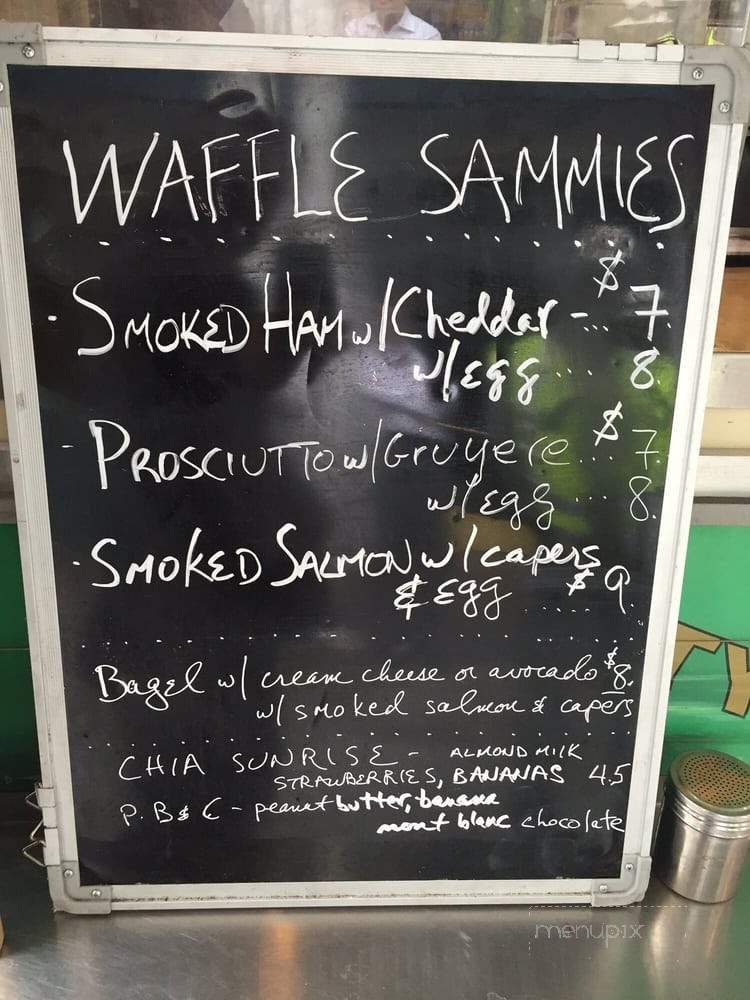 WAFFLE SAMMIES
$
· SMOKED HAM w/Cheddar - ... 7.
w/egg ... 8.
$
- PROSCIUTTO w/Gruyere ... 7.
w/egg ... 8.
· SMOKED SALMON w/capers
& egg ..... $ 9.
Bagel w/ cream cheese or avocado $8.
w/ smoked salmon & capers
CHIA SUNRISE - ALMOND MILK
STRAWBERRIES, BANANAS 4.5
P. B & C - peanut butter, banana
mont blanc chocolate
menupix